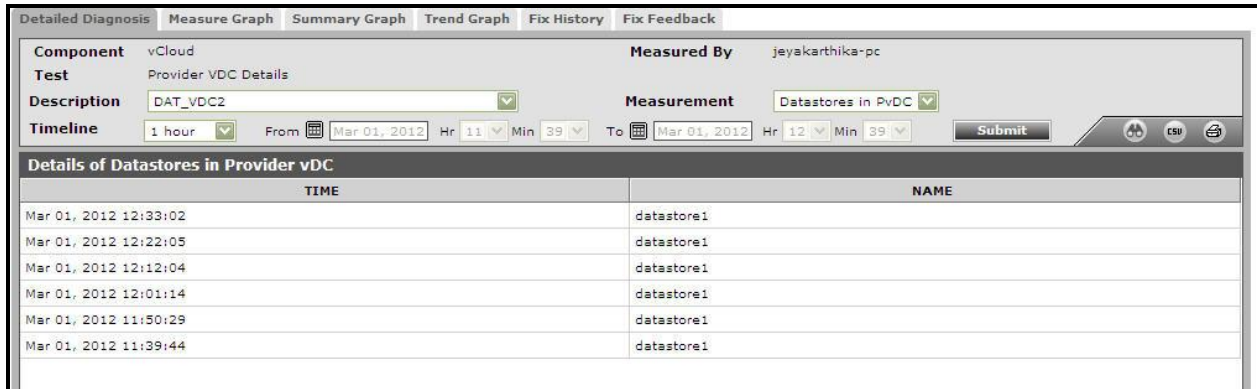 Detailed Diagnosis Measure Graph Summary Graph Trend Graph Fix History Fix Feedback
Component vCloud Measured By jeyakarthika-pc
Test Provider VDC Details
Description DAT_VDC2 Measurement Datastores in PvDC
Timeline 1 hour From Mar 01, 2012 Hr 11 Min 39 To Mar 01, 2012 Hr 12 Min 39 Submit CSV
Details of Datastores in Provider vDC
TIME NAME
Mar 01, 2012 12:33:02 datastore1
Mar 01, 2012 12:22:05 datastore1
Mar 01, 2012 12:12:04 datastore1
Mar 01, 2012 12:01:14 datastore1
Mar 01, 2012 11:50:29 datastore1
Mar 01, 2012 11:39:44 datastore1